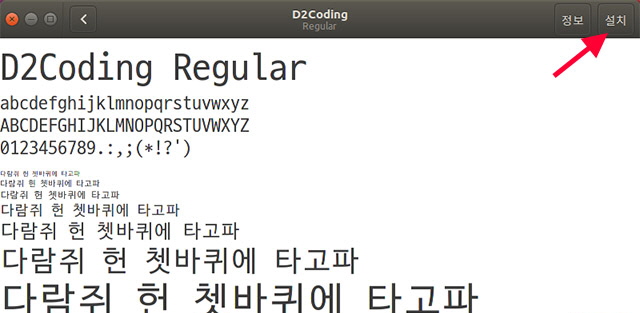 D2Coding
Regular
정보
설치
D2Coding Regular
abcdefghijklmnopqrstuvwxyz
ABCDEFGHIJKLMNOPQRSTUVWXYZ
0123456789.:,;(*!?')
다람쥐 헌 쳇바퀴에 타고파
다람쥐 헌 쳇바퀴에 타고파
다람쥐 헌 쳇바퀴에 타고파
다람쥐 헌 쳇바퀴에 타고파
다람쥐 헌 쳇바퀴에 타고파
다람쥐 헌 쳇바퀴에 타고파
다람쥐 헌 쳇바퀴에 타고파